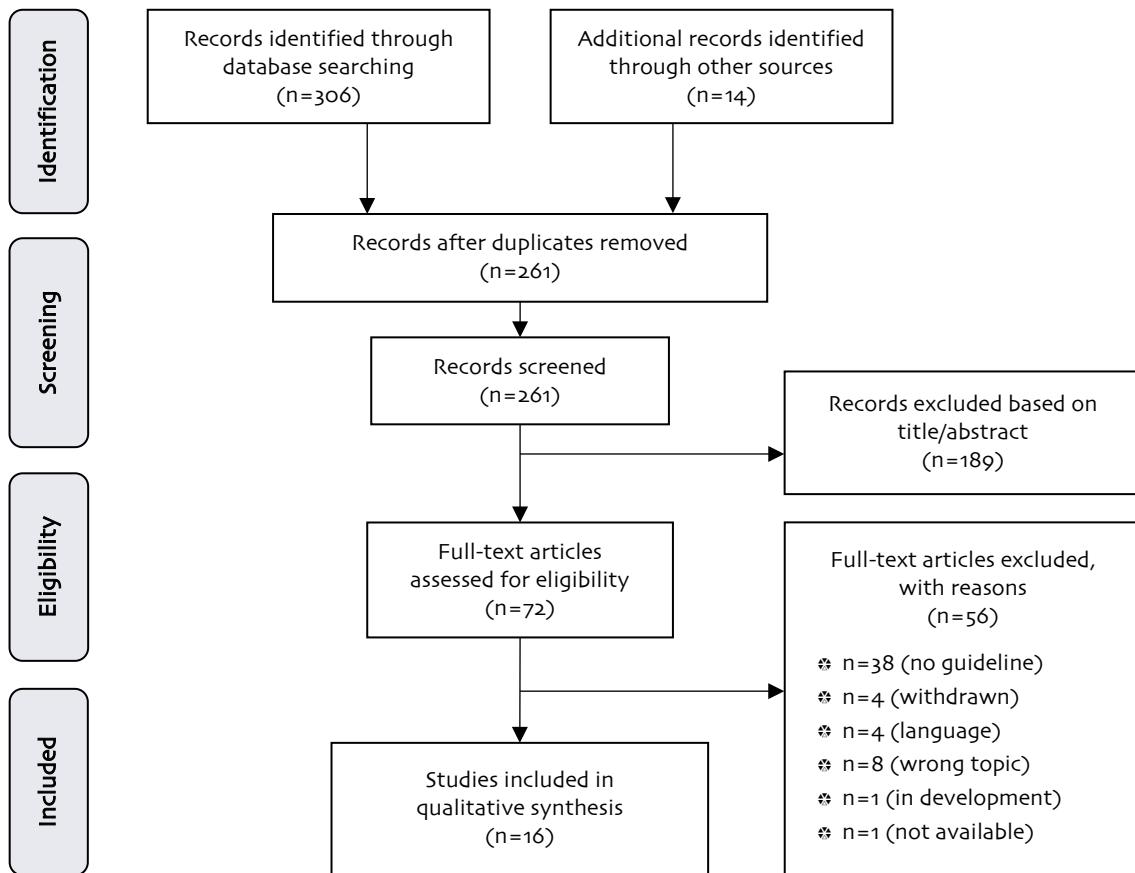 Identification
Records identified through
database searching
(n=306)
Additional records identified
through other sources
(n=14)
Records after duplicates removed
(n=261)
Screening
Records screened
(n=261)
Records excluded based on
title/abstract
(n=189)
Eligibility
Full-text articles
assessed for eligibility
(n=72)
Full-text articles excluded,
with reasons
(n=56)
n=38 (no guideline)
n=4 (withdrawn)
n=4 (language)
n=8 (wrong topic)
n=1 (in development)
n=1 (not available)
Included
Studies included in
qualitative synthesis
(n=16)